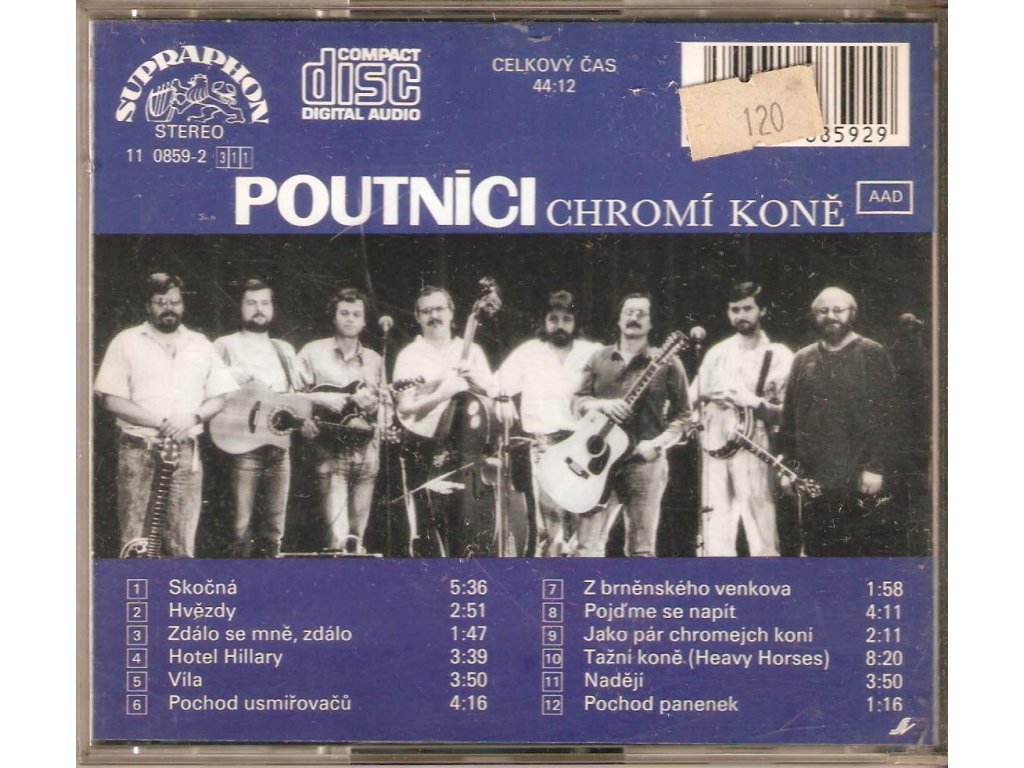 SUPRAPHON
STEREO
11 0859-2 311
COMPACT
disc
DIGITAL AUDIO
CELKOVÝ ČAS
44:12
120
85929
POUTNÍCI CHROMÍ KONĚ AAD
1 Skočná 5:36
2 Hvězdy 2:51
3 Zdálo se mně, zdálo 1:47
4 Hotel Hillary 3:39
5 Víla 3:50
6 Pochod usmiřovačů 4:16
7 Z brněnského venkova 1:58
8 Pojďme se napít 4:11
9 Jako pár chromejch koní 2:11
10 Tažní koně (Heavy Horses) 8:20
11 Nadějí 3:50
12 Pochod panenek 1:16